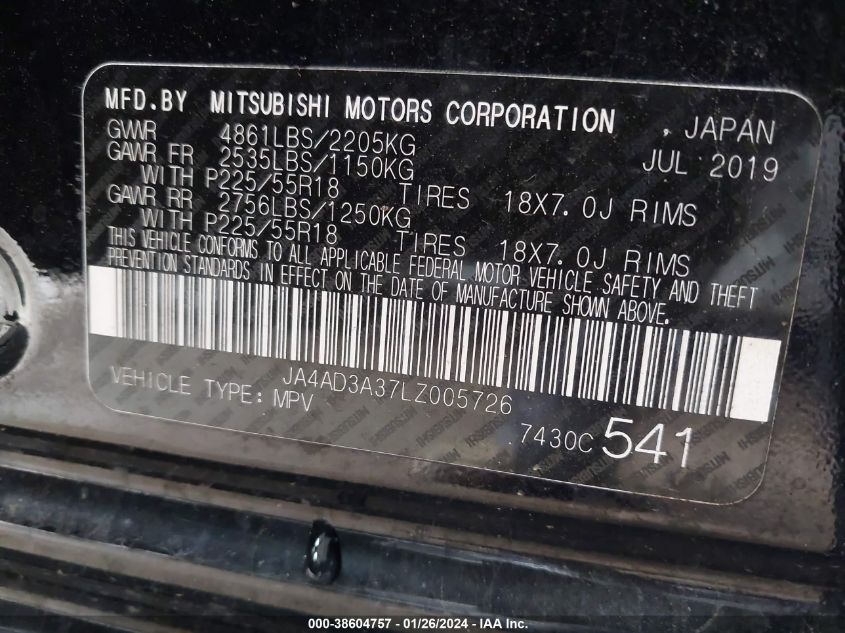 MFD.BY MITSUBISHI MOTORS CORPORATION , JAPAN
GVWR 4861LBS/2205KG JUL 2019
GAWR FR 2535LBS/1150KG
WITH P225/55R18 TIRES 18X7.0J RIMS
GAWR RR 2756LBS/1250KG
WITH P225/55R18 TIRES 18X7.0J RIMS
THIS VEHICLE CONFORMS TO ALL APPLICABLE FEDERAL MOTOR VEHICLE SAFETY AND THEFT
PREVENTION STANDARDS IN EFFECT ON THE DATE OF MANUFACTURE SHOWN ABOVE.
JA4AD3A37LZ005726
VEHICLE TYPE: MPV
7430C 541
000-38604757 - 01/26/2024 - IAA Inc.